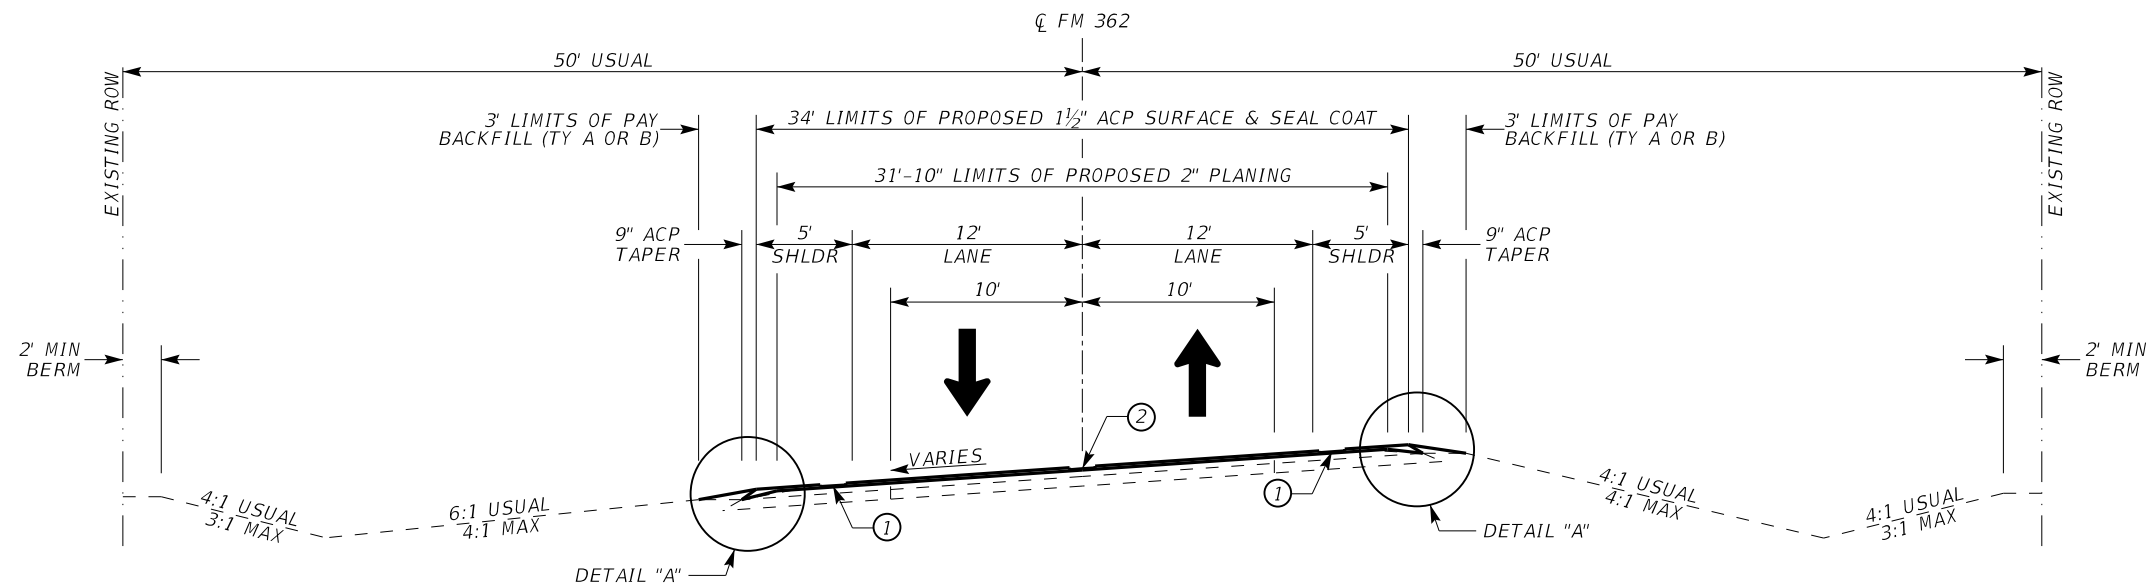 ℄ FM 362
50' USUAL
50' USUAL
EXISTING ROW
EXISTING ROW
3' LIMITS OF PAY
BACKFILL (TY A OR B)
34' LIMITS OF PROPOSED 1½" ACP SURFACE & SEAL COAT
3' LIMITS OF PAY
BACKFILL (TY A OR B)
31'-10" LIMITS OF PROPOSED 2" PLANING
9" ACP
TAPER
5'
SHLDR
12'
LANE
12'
LANE
5'
SHLDR
9" ACP
TAPER
10'
10'
2' MIN
BERM
2' MIN
BERM
2
VARIES
4:1 USUAL
3:1 MAX
6:1 USUAL
4:1 MAX
1
1
4:1 USUAL
4:1 MAX
4:1 USUAL
3:1 MAX
DETAIL "A"
DETAIL "A"